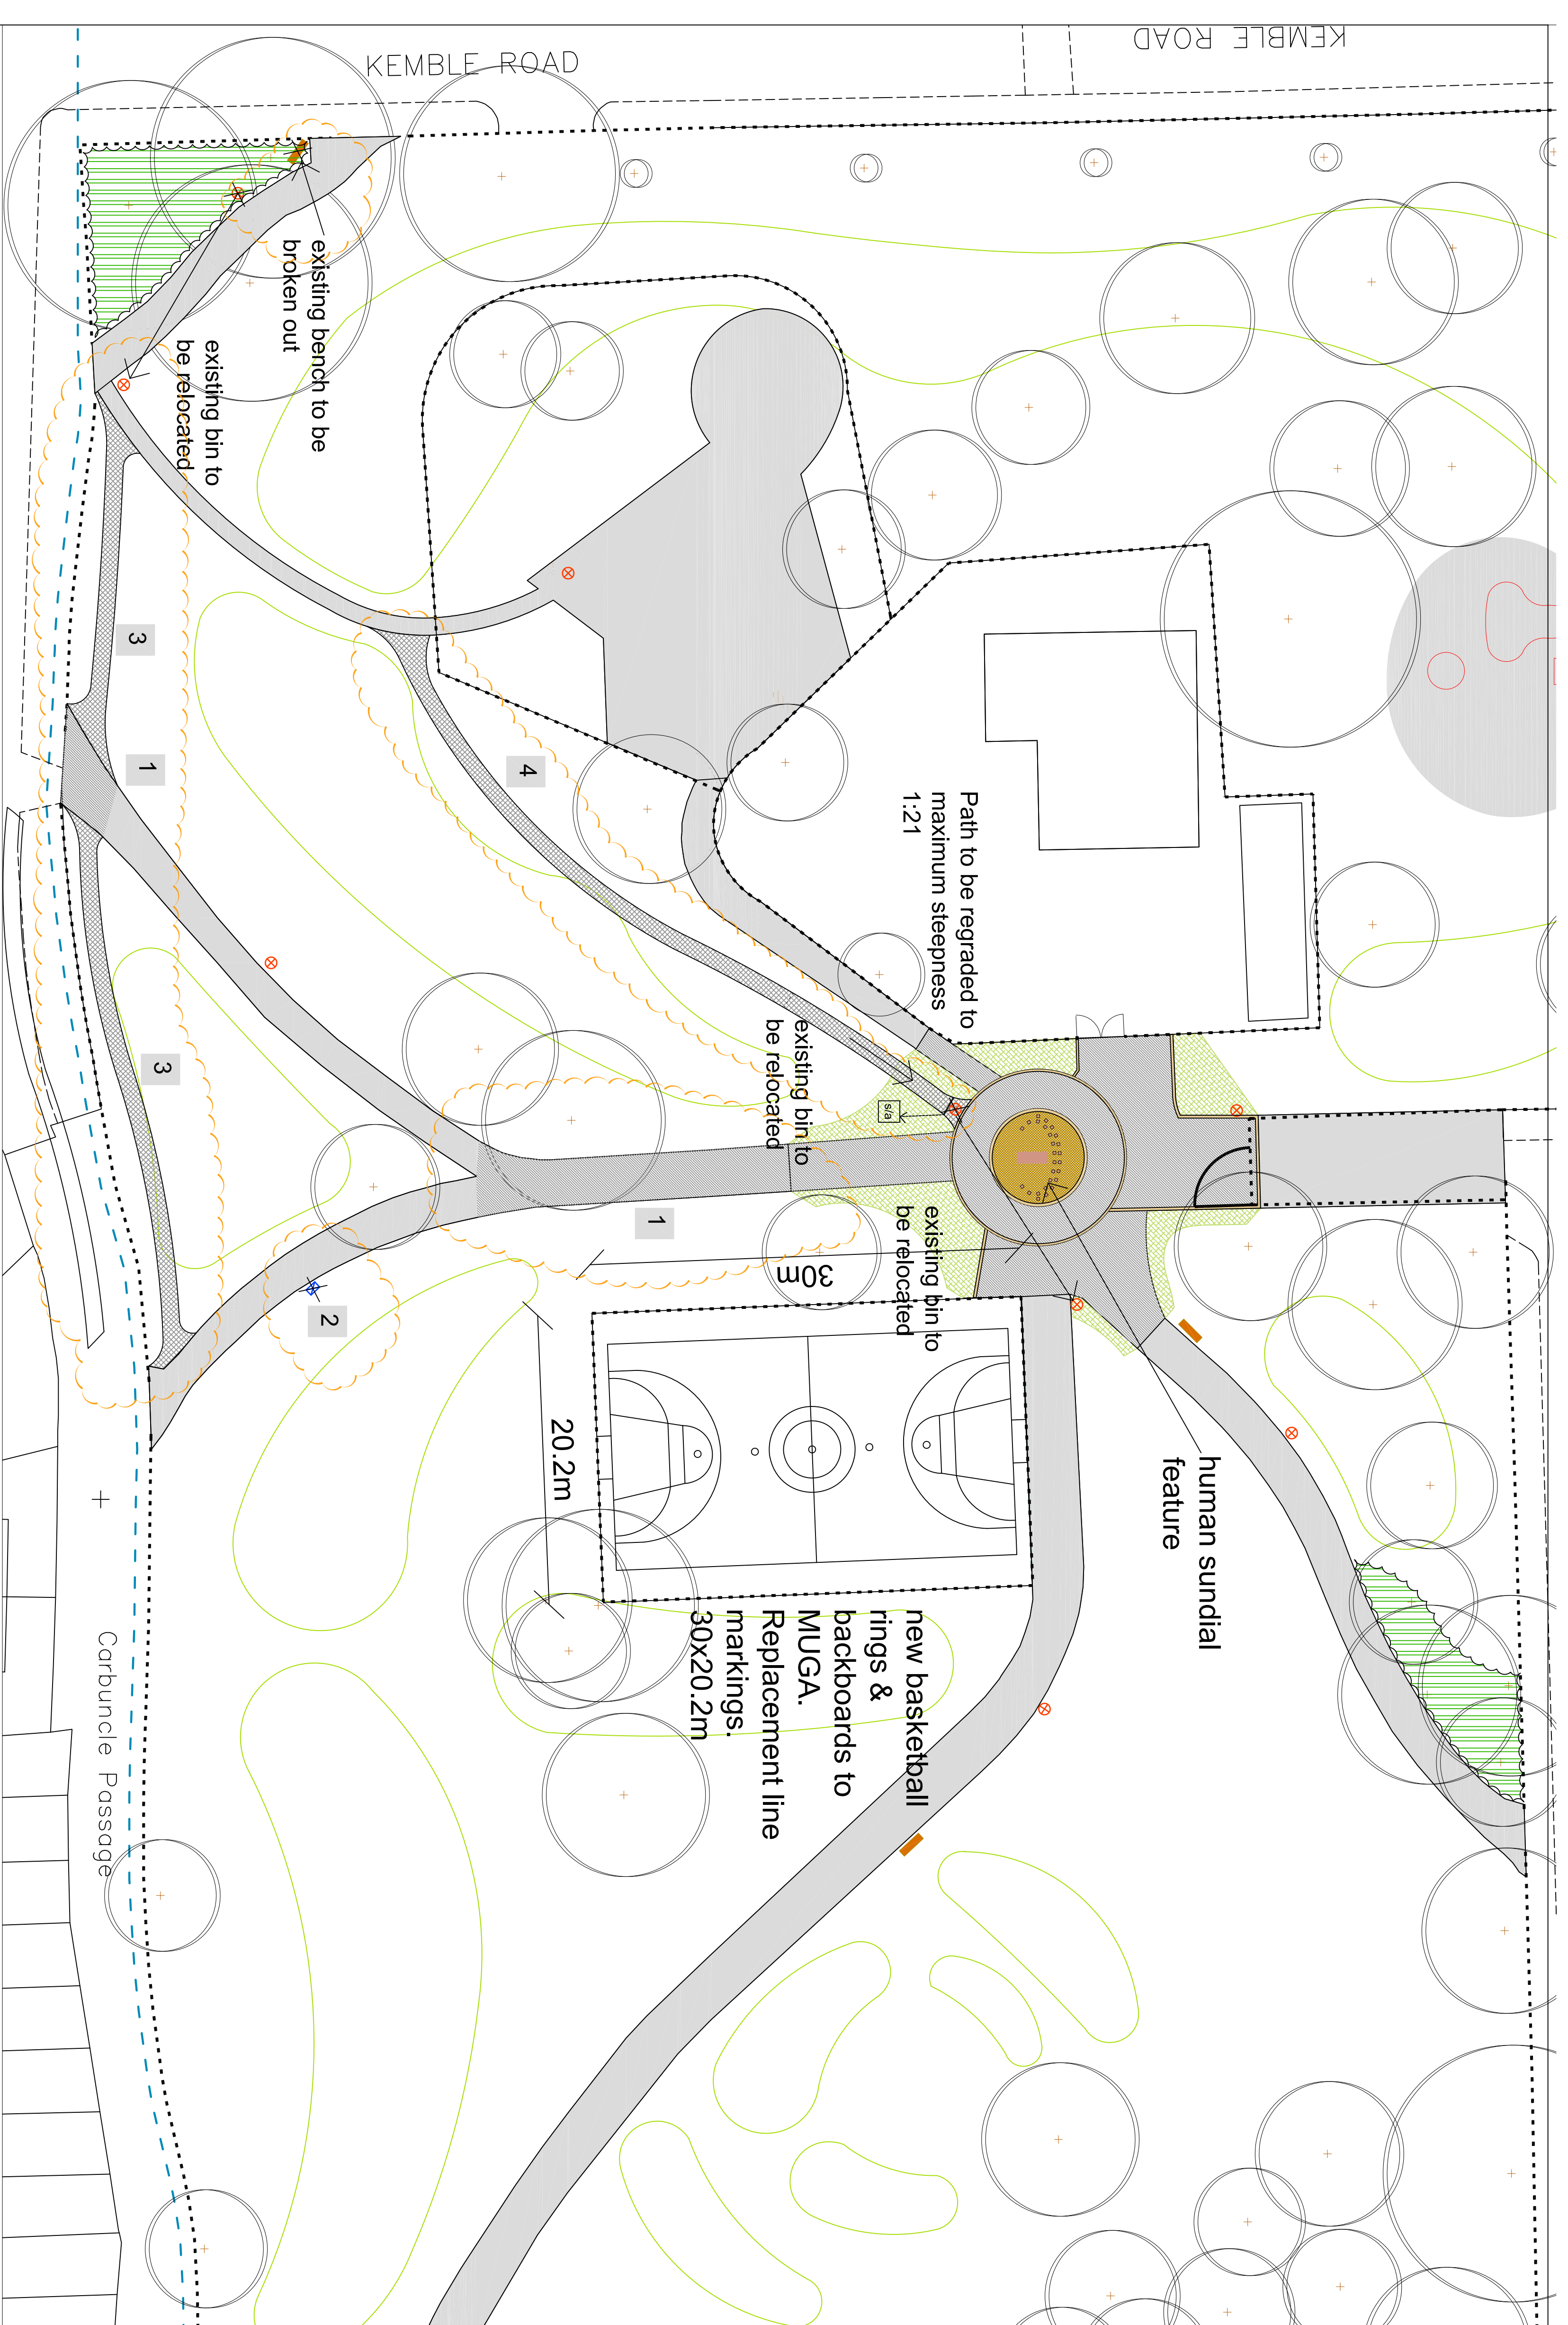 KEMBLE ROAD
KEMBLE ROAD
existing bench to be
broken out
existing bin to
be relocated
3
1
4
Path to be regraded to
maximum steepness
1:21
existing bin to
be relocated
s/a
3
existing bin to
be relocated
1
2
30m
20.2m
human sundial
feature
new basketball
rings &
backboards to
MUGA.
Replacement line
markings.
30x20.2m
Carbuncle Passage